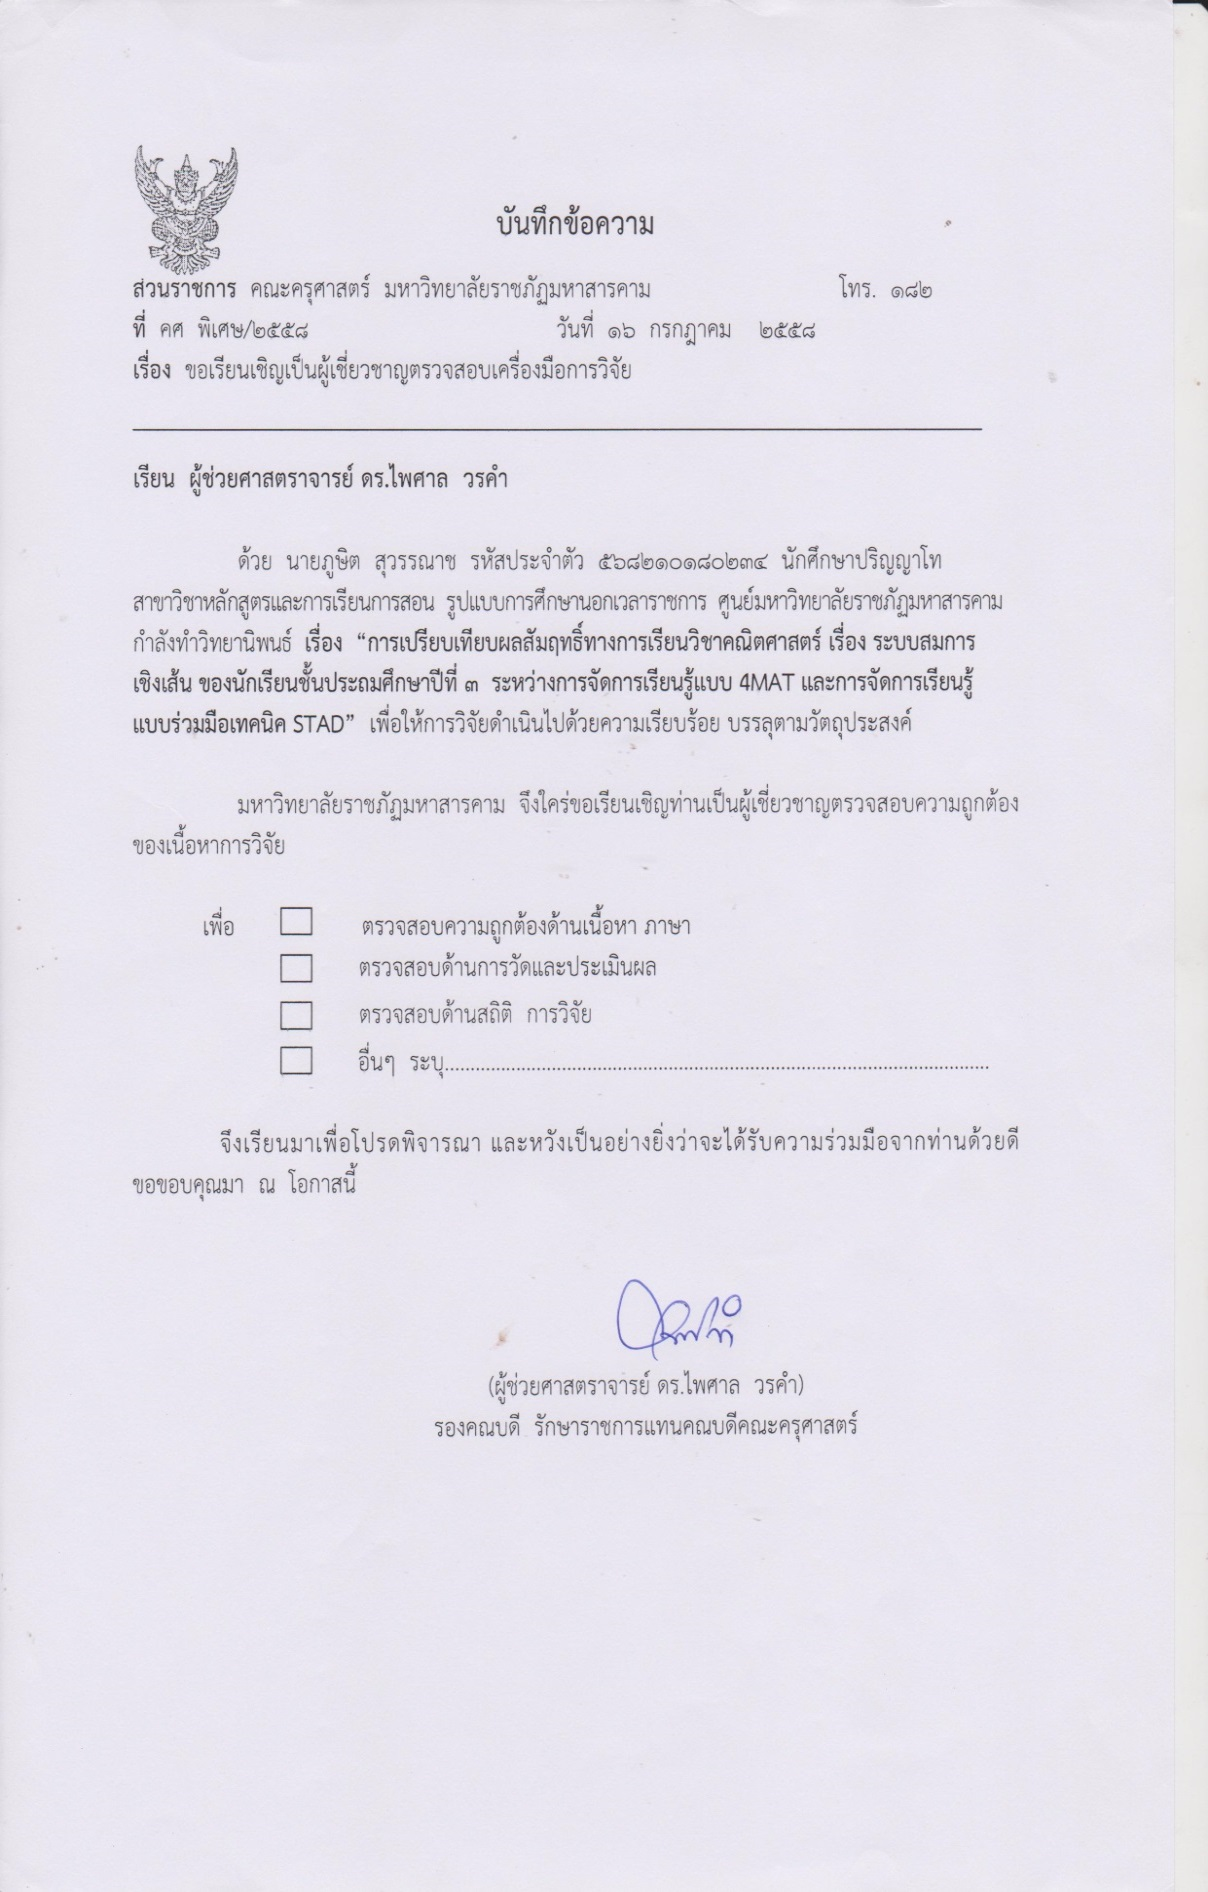 บันทึกข้อความ
ส่วนราชการ คณะครุศาสตร์ มหาวิทยาลัยราชภัฏมหาสารคาม โทร. ๑๘๒
ที่ คศ พิเศษ/๒๕๕๘ วันที่ ๑๖ กรกฎาคม ๒๕๕๘
เรื่อง ขอเรียนเชิญเป็นผู้เชี่ยวชาญตรวจสอบเครื่องมือการวิจัย
เรียน ผู้ช่วยศาสตราจารย์ ดร.ไพศาล วรคำ
ด้วย นายภูษิต สุวรรณาช รหัสประจำตัว ๕๖๘๒๑๐๑๘๐๒๓๔ นักศึกษาปริญญาโท
สาขาวิชาหลักสูตรและการเรียนการสอน รูปแบบการศึกษานอกเวลาราชการ ศูนย์มหาวิทยาลัยราชภัฏมหาสารคาม
กำลังทำวิทยานิพนธ์ เรื่อง “การเปรียบเทียบผลสัมฤทธิ์ทางการเรียนวิชาคณิตศาสตร์ เรื่อง ระบบสมการ
เชิงเส้น ของนักเรียนชั้นประถมศึกษาปีที่ ๓ ระหว่างการจัดการเรียนรู้แบบ 4MAT และการจัดการเรียนรู้
แบบร่วมมือเทคนิค STAD” เพื่อให้การวิจัยดำเนินไปด้วยความเรียบร้อย บรรลุตามวัตถุประสงค์
มหาวิทยาลัยราชภัฏมหาสารคาม จึงใคร่ขอเรียนเชิญท่านเป็นผู้เชี่ยวชาญตรวจสอบความถูกต้อง
ของเนื้อหาการวิจัย
เพื่อ ตรวจสอบความถูกต้องด้านเนื้อหา ภาษา
ตรวจสอบด้านการวัดและประเมินผล
ตรวจสอบด้านสถิติ การวิจัย
อื่นๆ ระบุ..........................................................................................................
จึงเรียนมาเพื่อโปรดพิจารณา และหวังเป็นอย่างยิ่งว่าจะได้รับความร่วมมือจากท่านด้วยดี
ขอขอบคุณมา ณ โอกาสนี้
(ผู้ช่วยศาสตราจารย์ ดร.ไพศาล วรคำ)
รองคณบดี รักษาราชการแทนคณบดีคณะครุศาสตร์